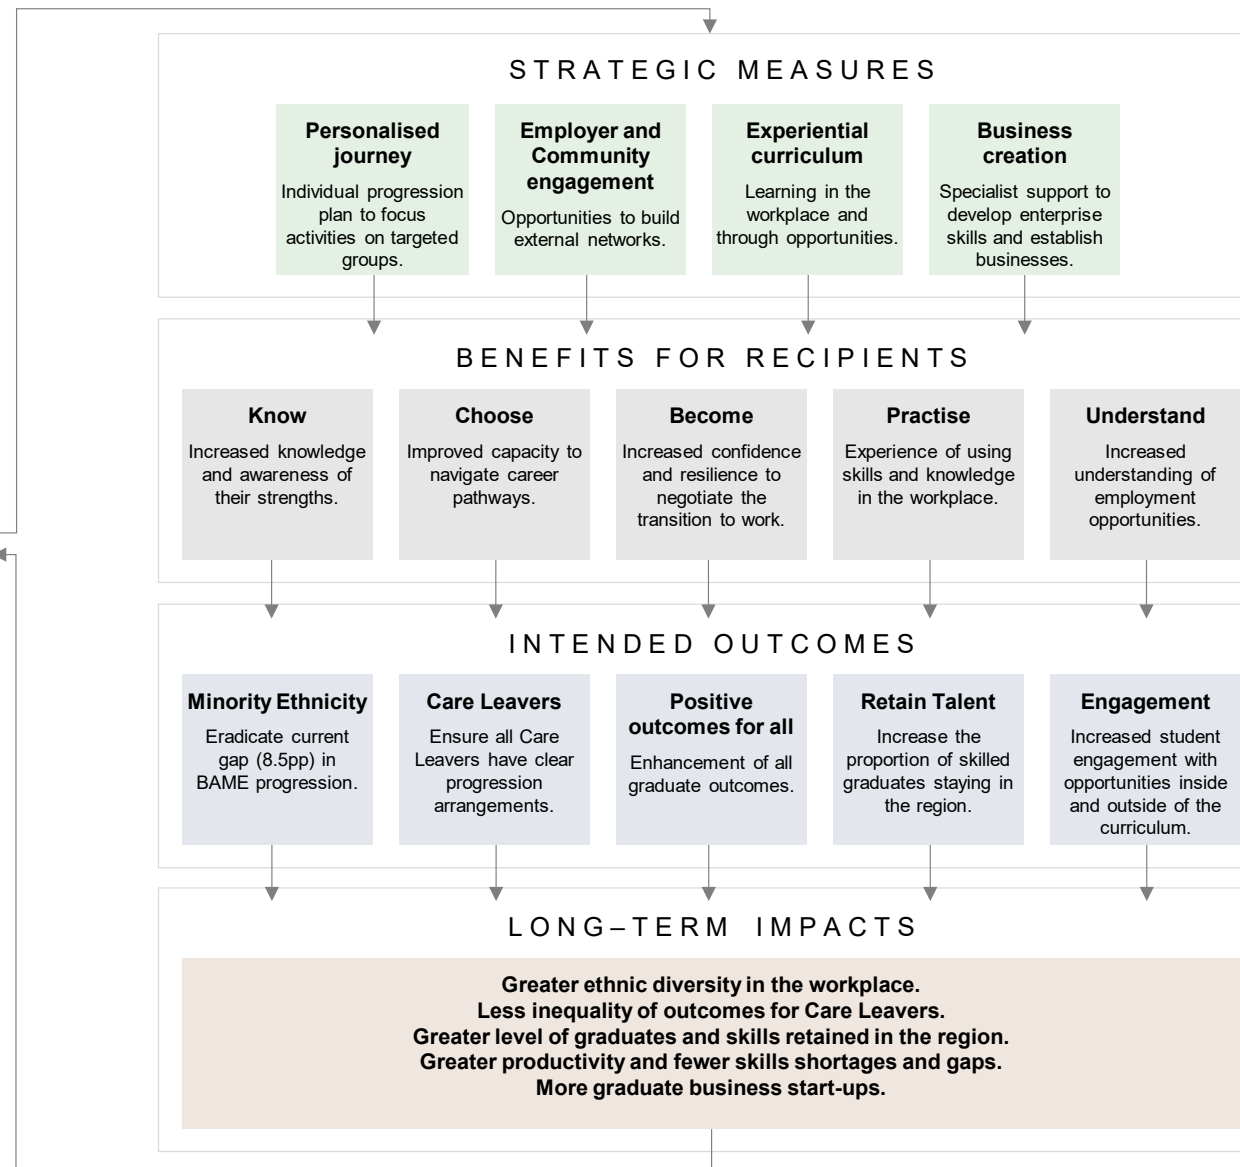 STRATEGIC MEASURES
Personalised
journey
Individual progression
plan to focus
activities on targeted
groups.
Employer and
Community
engagement
Opportunities to build
external networks.
Experiential
curriculum
Learning in the
workplace and
through opportunities.
Business
creation
Specialist support to
develop enterprise
skills and establish
businesses.
BENEFITS FOR RECIPIENTS
Know
Increased knowledge
and awareness of
their strengths.
Choose
Improved capacity to
navigate career
pathways.
Become
Increased confidence
and resilience to
negotiate the
transition to work.
Practise
Experience of using
skills and knowledge
in the workplace.
Understand
Increased
understanding of
employment
opportunities.
INTENDED OUTCOMES
Minority Ethnicity
Eradicate current
gap (8.5pp) in
BAME progression.
Care Leavers
Ensure all Care
Leavers have clear
progression
arrangements.
Positive
outcomes for all
Enhancement of all
graduate outcomes.
Retain Talent
Increase the
proportion of skilled
graduates staying in
the region.
Engagement
Increased student
engagement with
opportunities inside
and outside of the
curriculum.
LONG–TERM IMPACTS
Greater ethnic diversity in the workplace.
Less inequality of outcomes for Care Leavers.
Greater level of graduates and skills retained in the region.
Greater productivity and fewer skills shortages and gaps.
More graduate business start-ups.